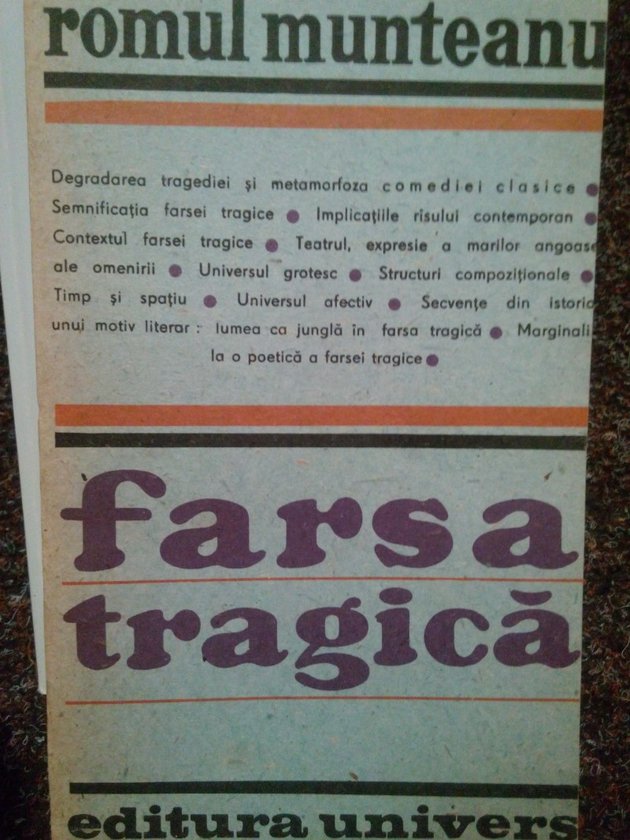 romul munteanu
Degradarea tragediei și metamorfoza comediei clasice ●
Semnificația farsei tragice ● Implicațiile risului contemporan ●
Contextul farsei tragice ● Teatrul, expresie a marilor angoase
ale omenirii ● Universul grotesc ● Structuri compoziționale ●
Timp și spațiu ● Universul afectiv ● Secvențe din istoria
unui motiv literar : lumea ca junglă în farsa tragică ● Marginali
la o poetică a farsei tragice ●
farsa
tragică
editura univers